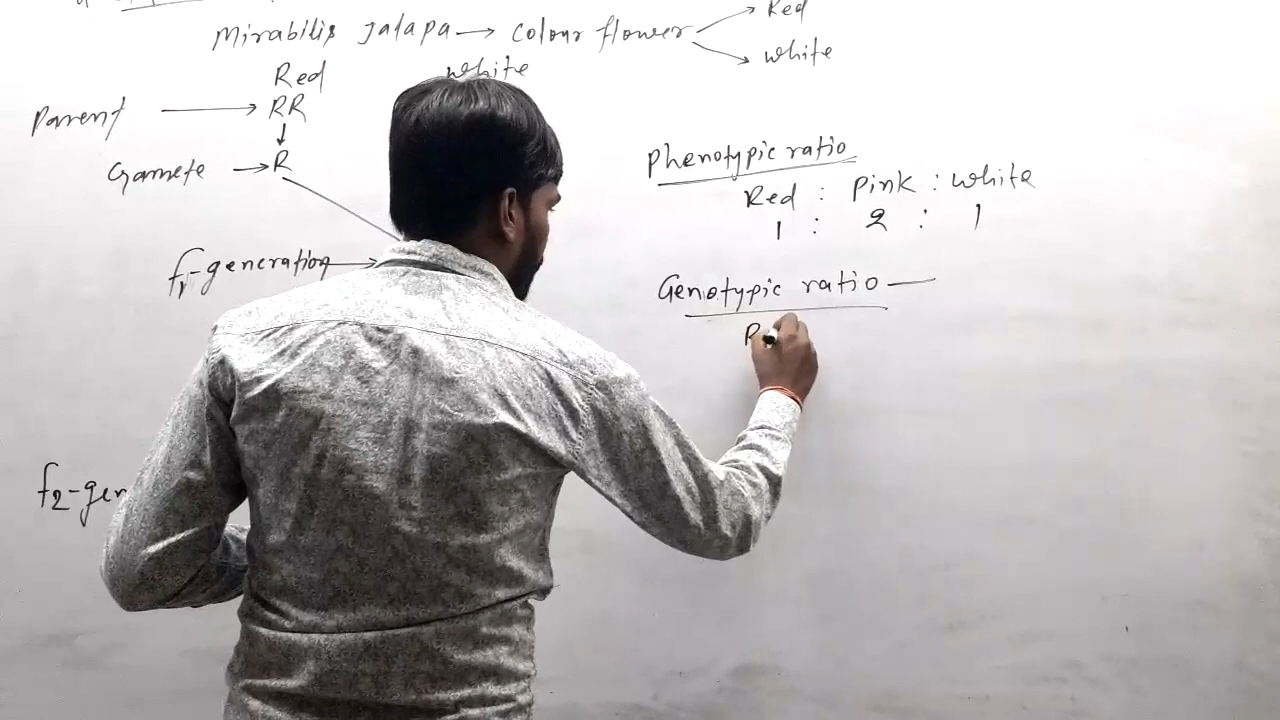 Mirabilis Jalapa → Colour flower
Red
White
Red
White
Parent → RR
↓
Gamete → R
f1-generation →
f2-gen
Phenotypic ratio
Red : Pink : White
1 : 2 : 1
Genotypic ratio —
R